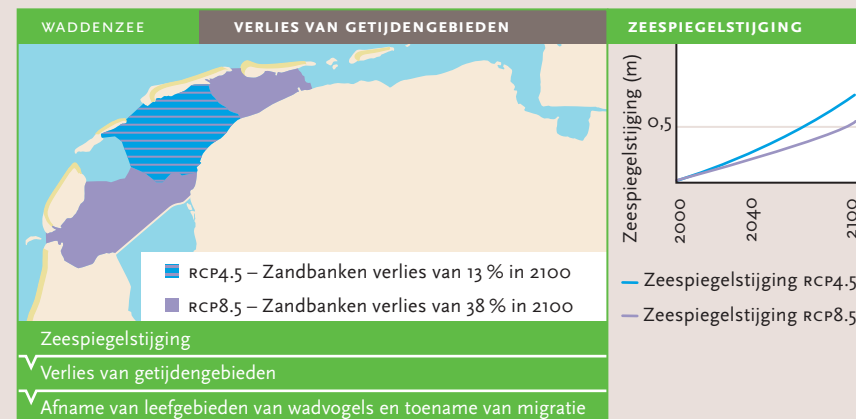 WADDENZEE
VERLIES VAN GETIJDENGEBIEDEN
RCP4.5 – Zandbanken verlies van 13 % in 2100
RCP8.5 – Zandbanken verlies van 38 % in 2100
Zeespiegelstijging
Verlies van getijdengebieden
Afname van leefgebieden van wadvogels en toename van migratie
ZEESPIEGELSTIJGING
Zeespiegelstijging (m)
0,5
2000
2040
2100
Zeespiegelstijging RCP4.5
Zeespiegelstijging RCP8.5